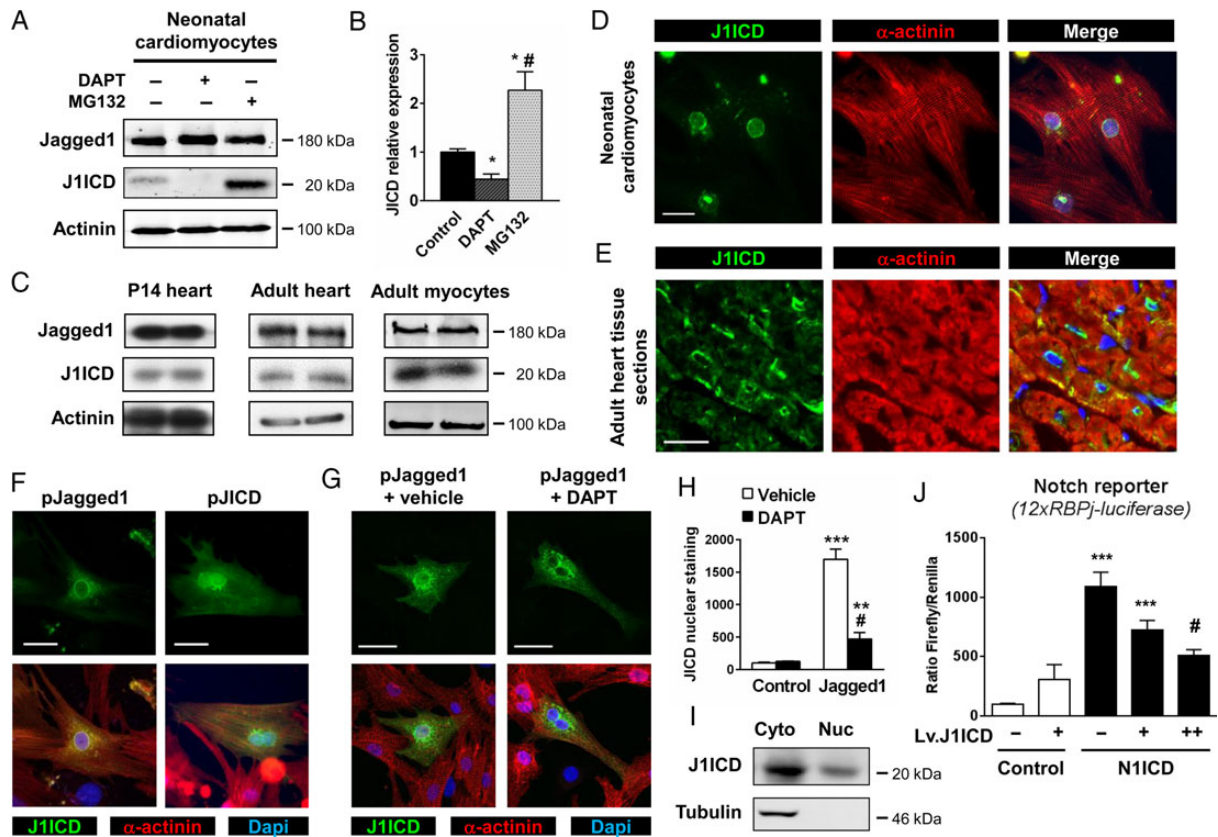 A
Neonatal
cardiomyocytes
DAPT – + –
MG132 – – +
Jagged1 – 180 kDa
J1ICD – 20 kDa
Actinin – 100 kDa
B
JICD relative expression
3
2
1
0
Control
DAPT
MG132
*
* #
C
P14 heart Adult heart Adult myocytes
Jagged1 – 180 kDa
J1ICD – 20 kDa
Actinin – 100 kDa
D
J1ICD α-actinin Merge
Neonatal
cardiomyocytes
E
J1ICD α-actinin Merge
Adult heart tissue
sections
F
pJagged1 pJICD
J1ICD α-actinin Dapi
G
pJagged1
+ vehicle
pJagged1
+ DAPT
J1ICD α-actinin Dapi
H
Vehicle
DAPT
JICD nuclear staining
2000
1500
1000
500
0
***
**
#
Control Jagged1
I
Cyto Nuc
J1ICD – 20 kDa
Tubulin – 46 kDa
J
Notch reporter
(12xRBPj-luciferase)
Ratio Firefly/Renilla
1500
1000
500
0
***
***
#
Lv.J1ICD – + – + ++
Control N1ICD